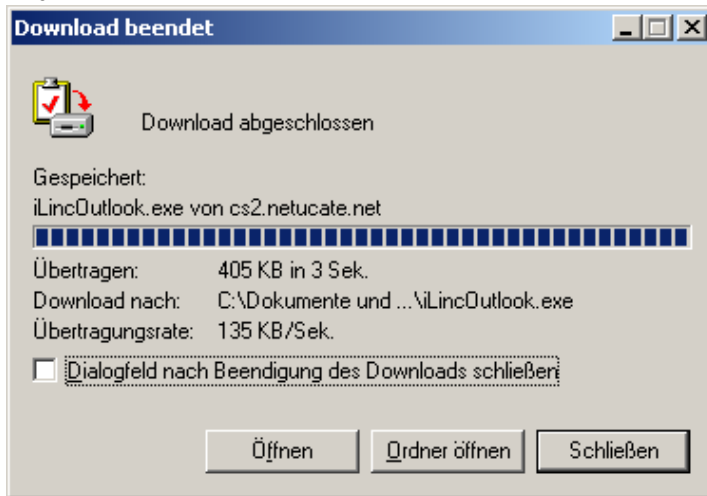 Download beendet
Download abgeschlossen
Gespeichert:
iLincOutlook.exe von cs2.netucate.net
Übertragen: 405 KB in 3 Sek.
Download nach: C:\Dokumente und ...\iLincOutlook.exe
Übertragungsrate: 135 KB/Sek.
Dialogfeld nach Beendigung des Downloads schließen
Öffnen Ordner öffnen Schließen